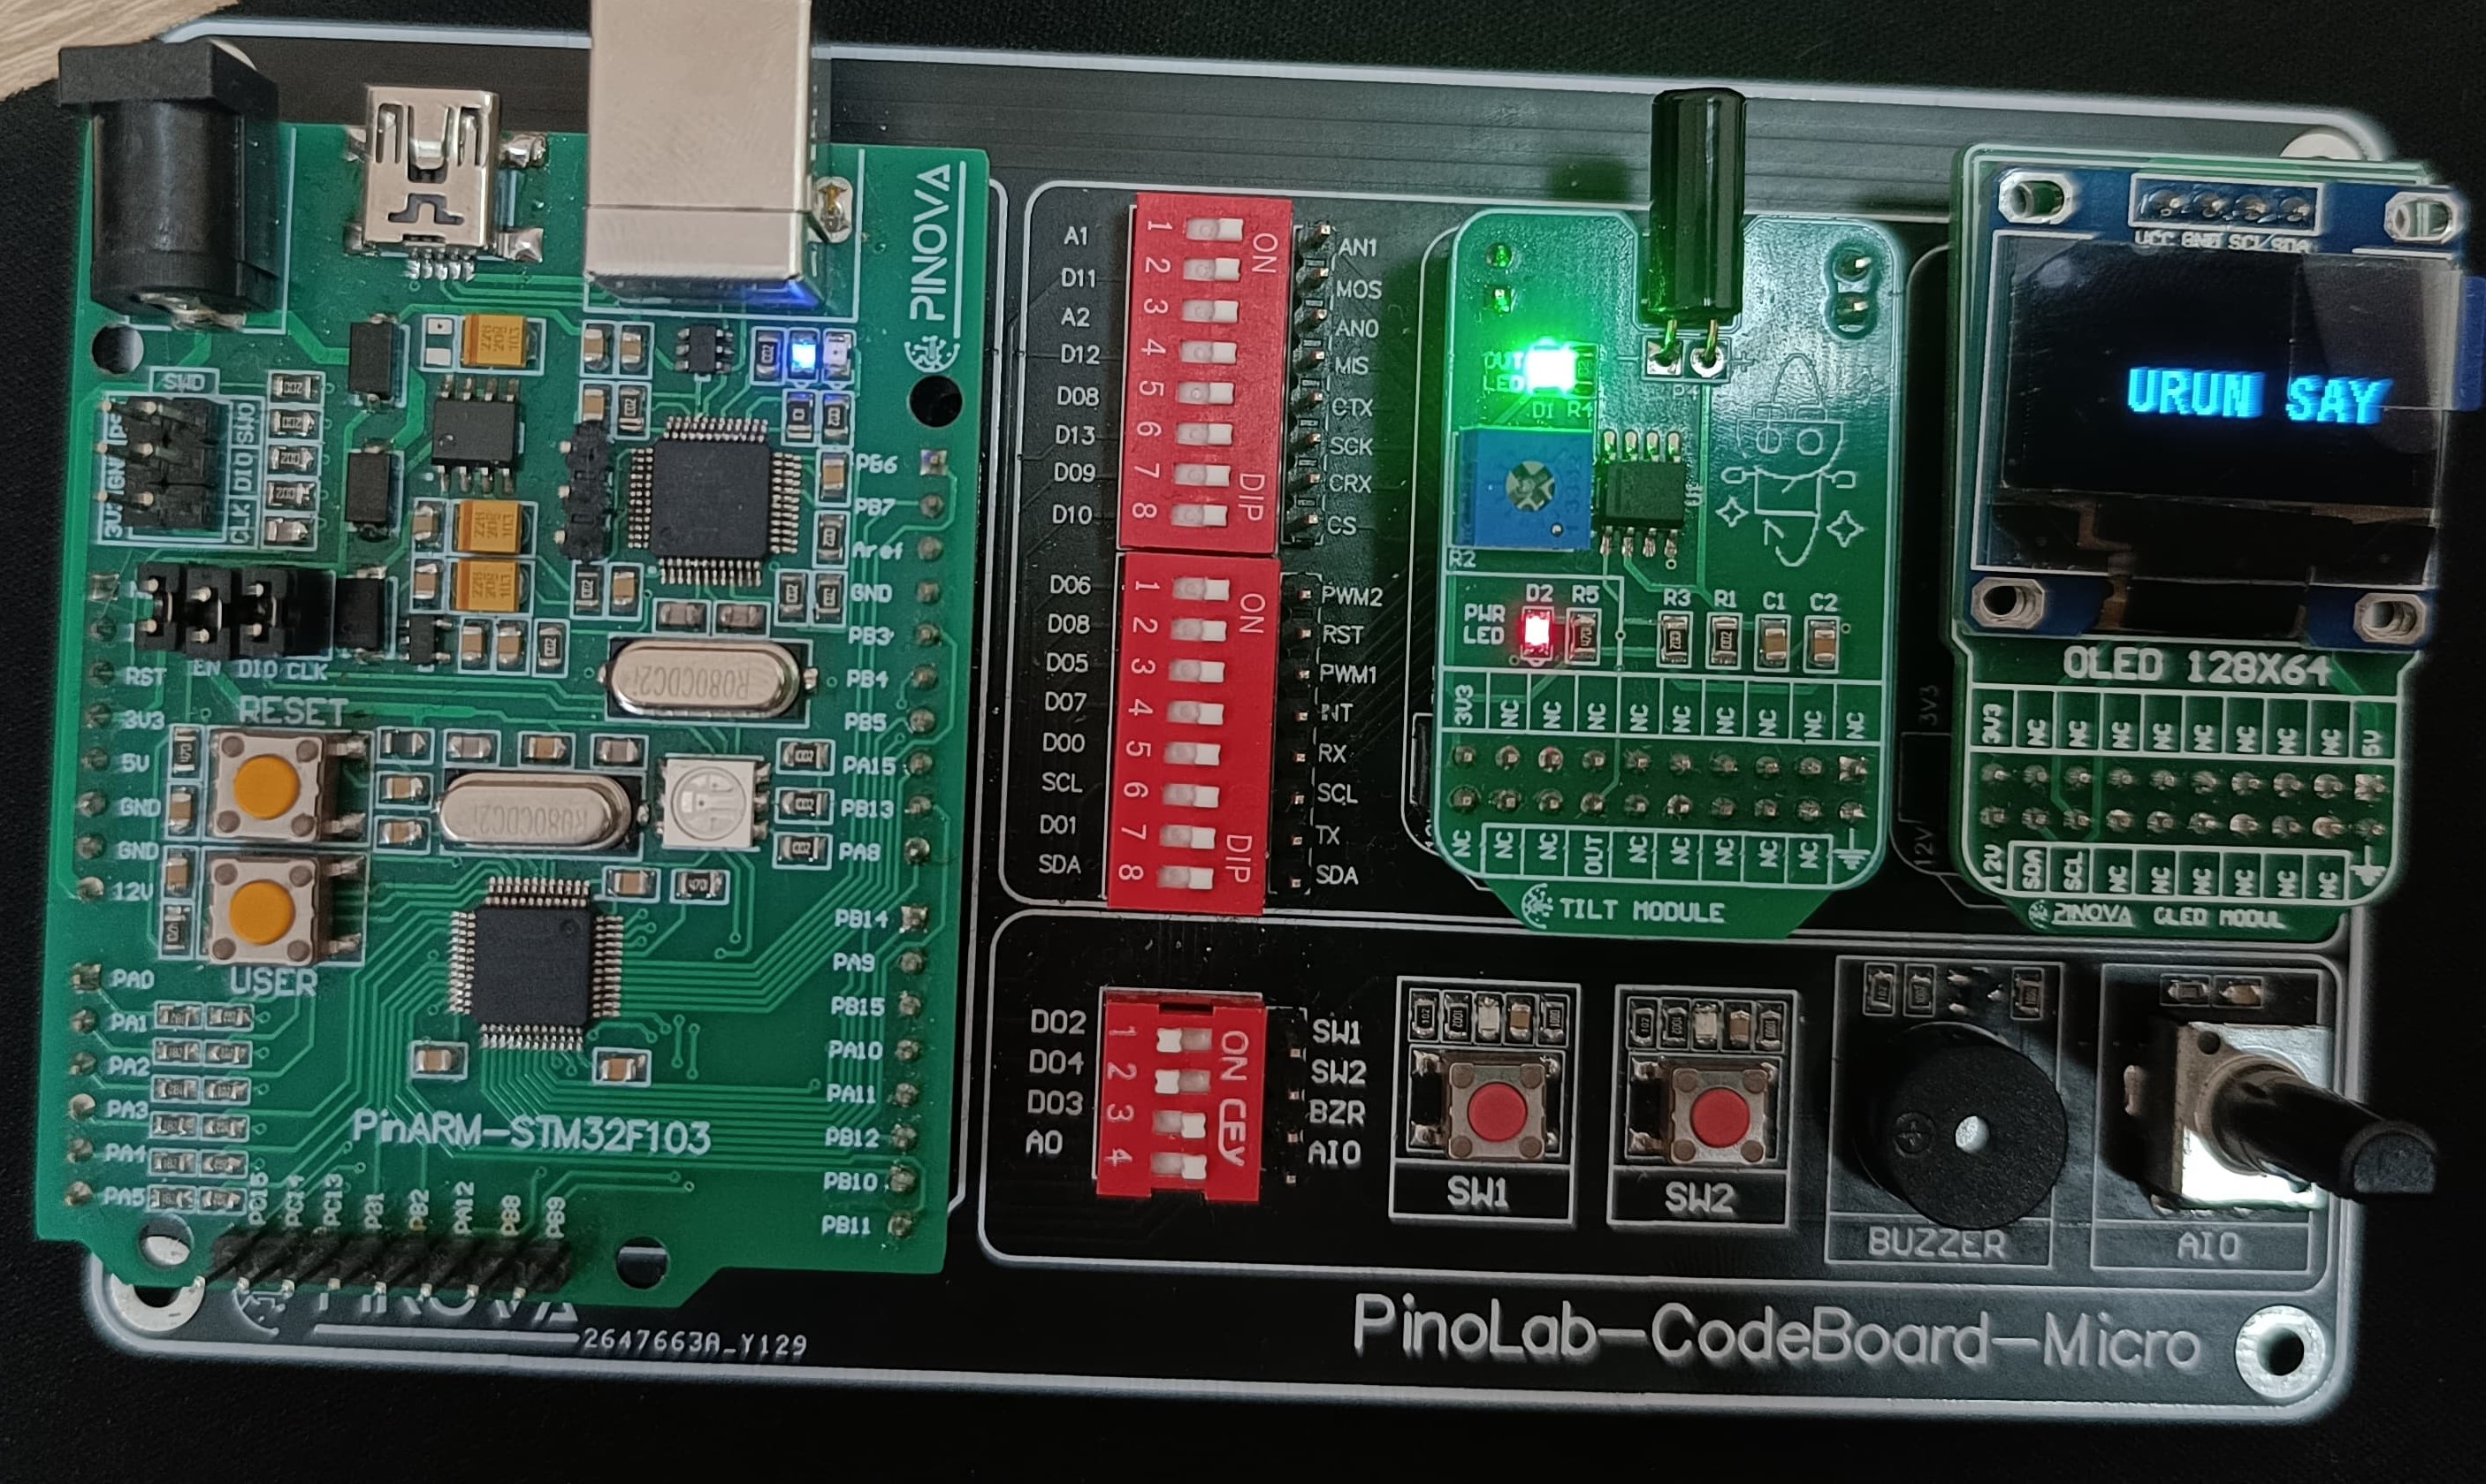 PINOVA
SWD
3V3
GND
CLK
DIO
SWO
EN DIO CLK
RESET
USER
RST
3V3
5V
GND
GND
12V
PA0
PA1
PA2
PA3
PA4
PA5
PC15
PC14
PC13
PB1
PB2
PA12
PB8
PB9
PB6
PB7
Aref
GND
PB3
PB4
PB5
PA15
PB13
PA8
PB14
PA9
PB15
PA10
PA11
PB12
PB10
PB11
R080CDC2
R080CDC2
PinARM-STM32F103
PINOVA
2647663A_Y129
A1 1 ON AN1
D11 2 MOS
A2 3 AN0
D12 4 MIS
D08 5 CTX
D13 6 SCK
D09 7 CRX
D10 8 DIP CS
D06 1 ON PWM2
D08 2 RST
D05 3 PWM1
D07 4 INT
D00 5 RX
SCL 6 SCL
D01 7 TX
SDA 8 DIP SDA
D02 1 ON SW1
D04 2 SW2
D03 3 BZR
A0 4 AIO
OUT
LED
D1 R4
R2
U1
PWR
LED
D2 R5 R3 R1 C1 C2
3V3 NC NC NC NC NC NC NC NC NC
NC NC NC OUT NC NC NC NC NC
TILT MODULE
VCC GND SCL SDA
URUN SAY
OLED 128X64
3V3 NC NC NC NC NC NC NC NC 5V
12V SDA SCL NC NC NC NC NC NC
PINOVA OLED MODUL
3V3
12V
SW1
SW2
BUZZER
AIO
PinoLab-CodeBoard-Micro